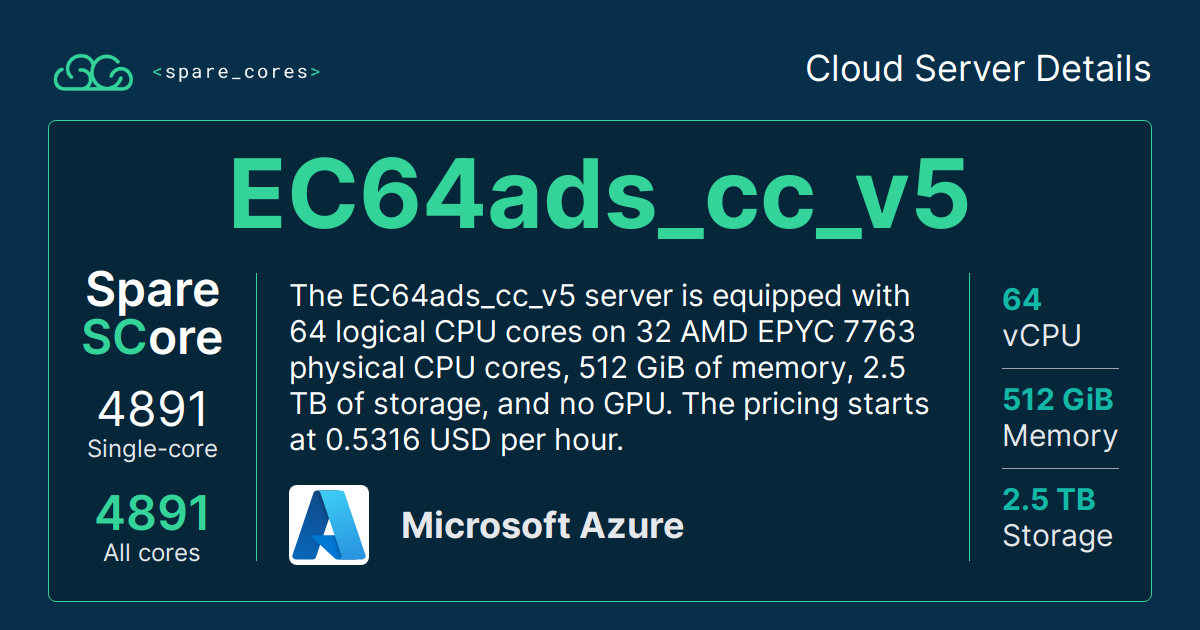 <spare_cores>
Cloud Server Details
EC64ads_cc_v5
Spare
SCore
4891
Single-core
4891
All cores
The EC64ads_cc_v5 server is equipped with
64 logical CPU cores on 32 AMD EPYC 7763
physical CPU cores, 512 GiB of memory, 2.5
TB of storage, and no GPU. The pricing starts
at 0.5316 USD per hour.
Microsoft Azure
64
vCPU
512 GiB
Memory
2.5 TB
Storage